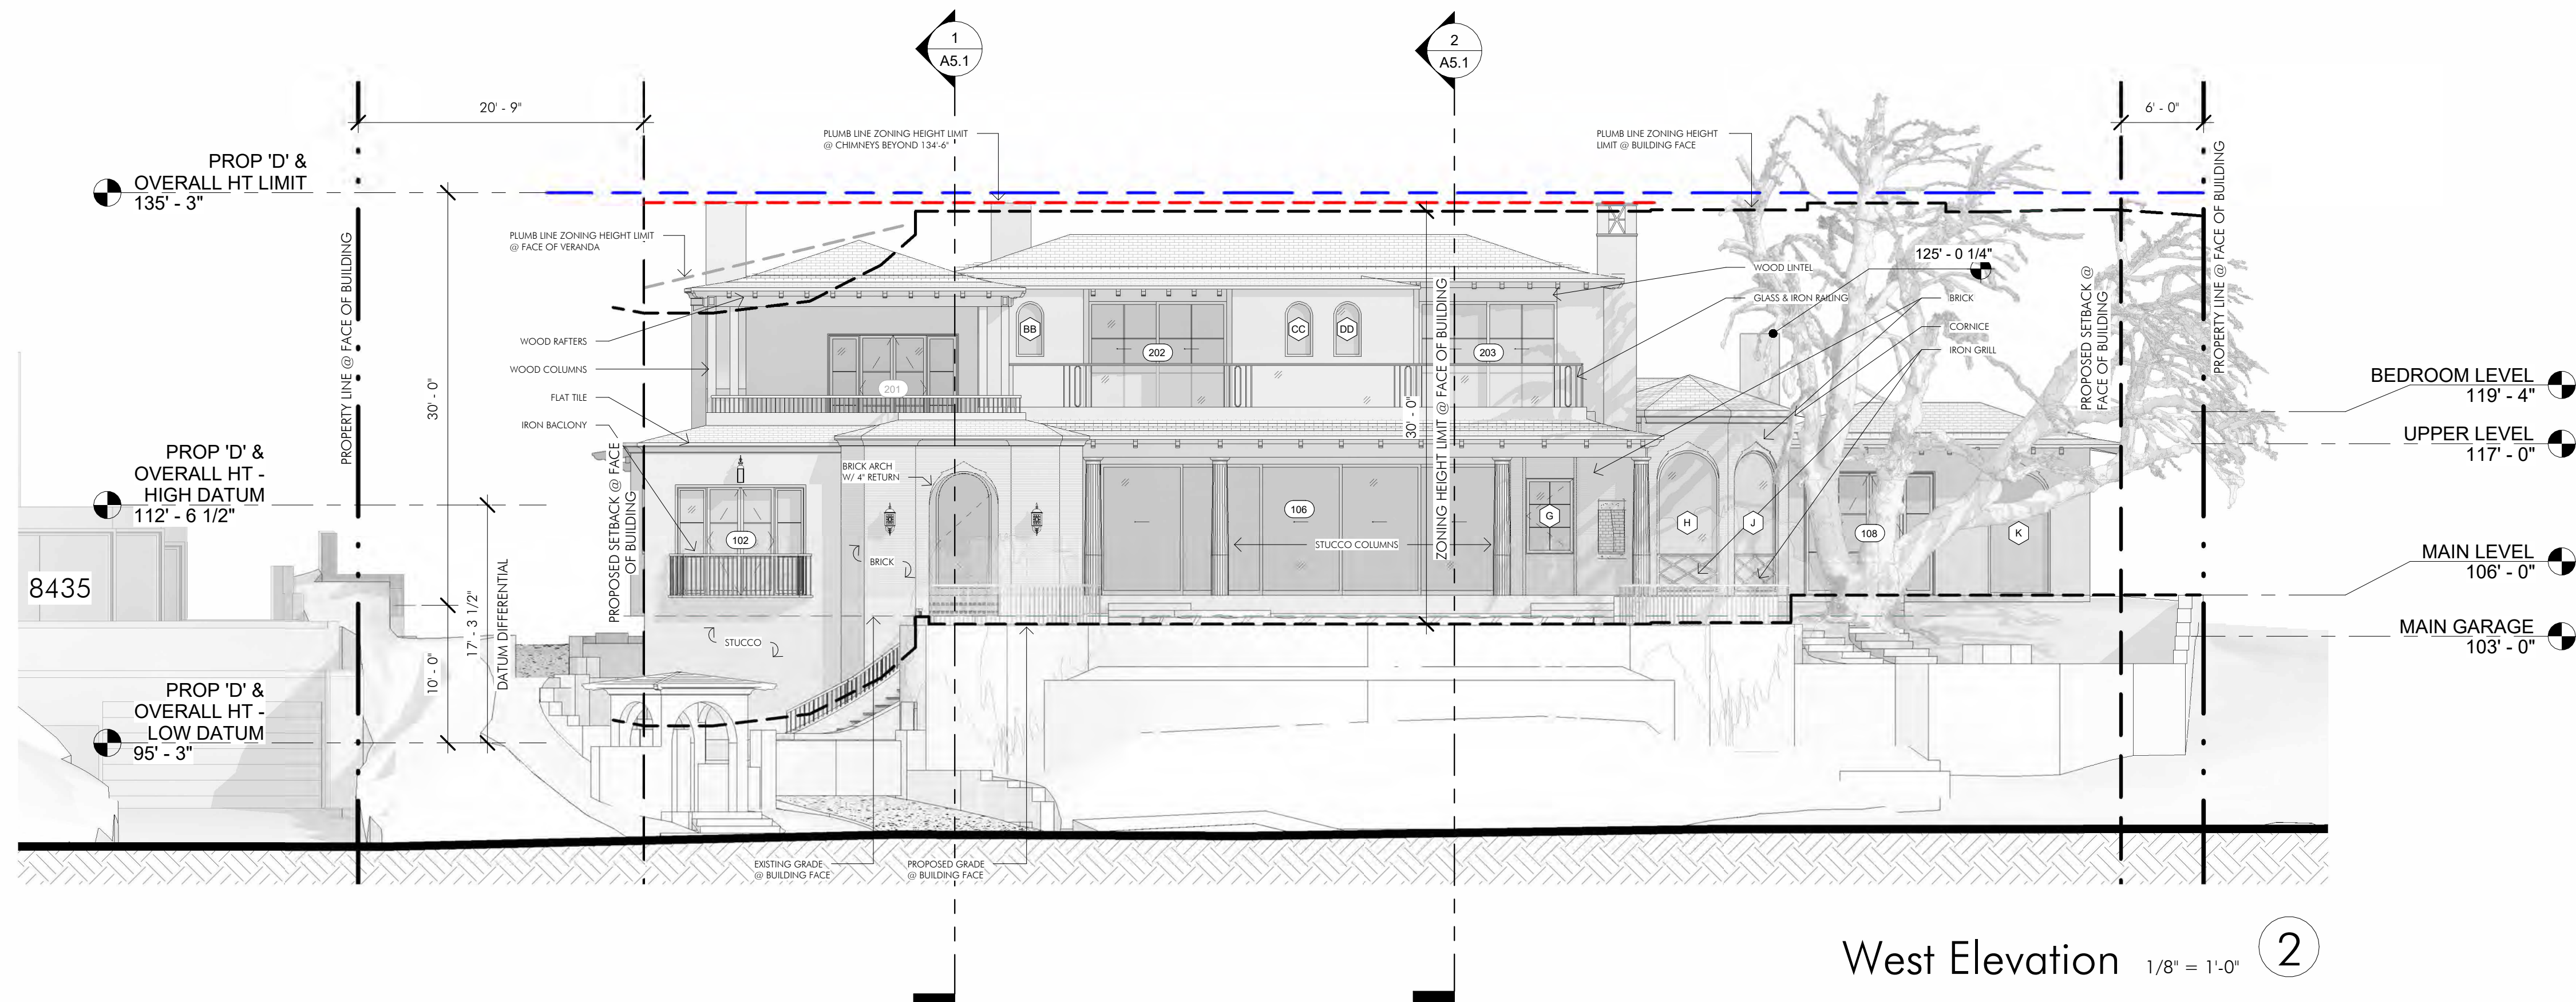 1
A5.1
2
A5.1
20' - 9"
6' - 0"
PLUMB LINE ZONING HEIGHT LIMIT
@ CHIMNEYS BEYOND 134'-6"
PLUMB LINE ZONING HEIGHT
LIMIT @ BUILDING FACE
PROP 'D' &
OVERALL HT LIMIT
135' - 3"
PLUMB LINE ZONING HEIGHT LIMIT
@ FACE OF VERANDA
PROPERTY LINE @ FACE OF BUILDING
30' - 0"
WOOD RAFTERS
WOOD COLUMNS
FLAT TILE
IRON BACLONY
125' - 0 1/4"
WOOD LINTEL
GLASS & IRON RAILING
BRICK
CORNICE
IRON GRILL
BB
202
CC
DD
203
201
ZONING HEIGHT LIMIT @ FACE OF BUILDING
30' - 0"
PROPOSED SETBACK @
FACE OF BUILDING
PROPERTY LINE @ FACE OF BUILDING
BEDROOM LEVEL
119' - 4"
UPPER LEVEL
117' - 0"
MAIN LEVEL
106' - 0"
MAIN GARAGE
103' - 0"
PROP 'D' &
OVERALL HT -
HIGH DATUM
112' - 6 1/2"
BRICK ARCH
W/ 4" RETURN
102
106
G
H
J
108
K
STUCCO COLUMNS
BRICK
STUCCO
PROPOSED SETBACK @ FACE
OF BUILDING
8435
17' - 3 1/2"
DATUM DIFFERENTIAL
10' - 0"
PROP 'D' &
OVERALL HT -
LOW DATUM
95' - 3"
EXISTING GRADE
@ BUILDING FACE
PROPOSED GRADE
@ BUILDING FACE
West Elevation
1/8" = 1'-0"
2